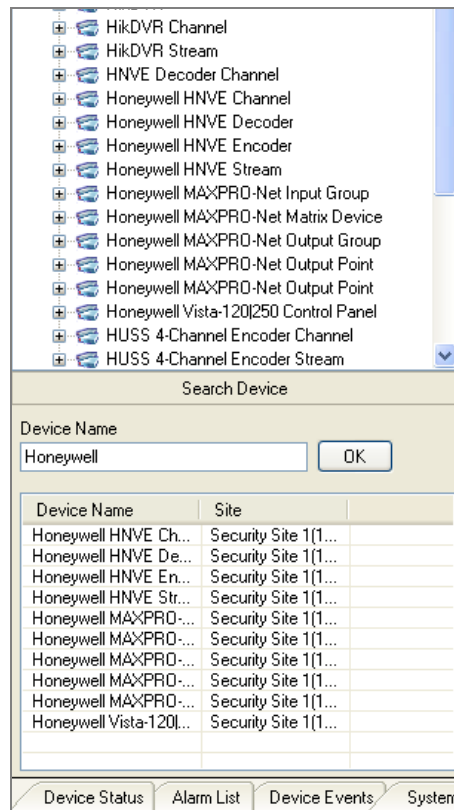 HikDVR Channel
HikDVR Stream
HNVE Decoder Channel
Honeywell HNVE Channel
Honeywell HNVE Decoder
Honeywell HNVE Encoder
Honeywell HNVE Stream
Honeywell MAXPRO-Net Input Group
Honeywell MAXPRO-Net Matrix Device
Honeywell MAXPRO-Net Output Group
Honeywell MAXPRO-Net Output Point
Honeywell MAXPRO-Net Output Point
Honeywell Vista-120|250 Control Panel
HUSS 4-Channel Encoder Channel
HUSS 4-Channel Encoder Stream
Search Device
Device Name
Honeywell OK
Device Name Site
Honeywell HNVE Ch... Security Site 1(1...
Honeywell HNVE De... Security Site 1(1...
Honeywell HNVE En... Security Site 1(1...
Honeywell HNVE Str... Security Site 1(1...
Honeywell MAXPRO-... Security Site 1(1...
Honeywell MAXPRO-... Security Site 1(1...
Honeywell MAXPRO-... Security Site 1(1...
Honeywell MAXPRO-... Security Site 1(1...
Honeywell MAXPRO-... Security Site 1(1...
Honeywell Vista-120|... Security Site 1(1...
Device Status Alarm List Device Events System